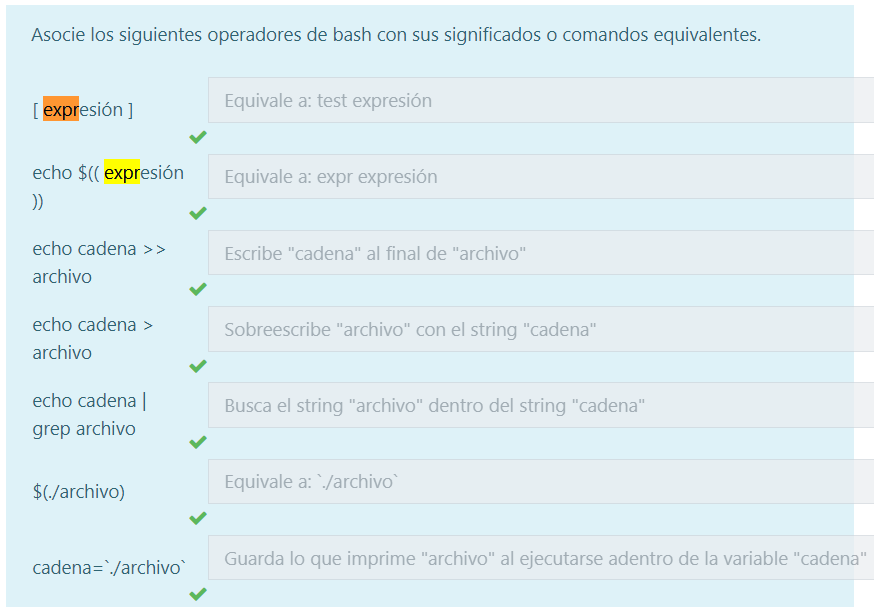 Asocie los siguientes operadores de bash con sus significados o comandos equivalentes.
[ expresión ]
Equivale a: test expresión
echo $(( expresión
))
Equivale a: expr expresión
echo cadena >>
archivo
Escribe "cadena" al final de "archivo"
echo cadena >
archivo
Sobreescribe "archivo" con el string "cadena"
echo cadena |
grep archivo
Busca el string "archivo" dentro del string "cadena"
$(./archivo)
Equivale a: `./archivo`
cadena=`./archivo`
Guarda lo que imprime "archivo" al ejecutarse adentro de la variable "cadena"